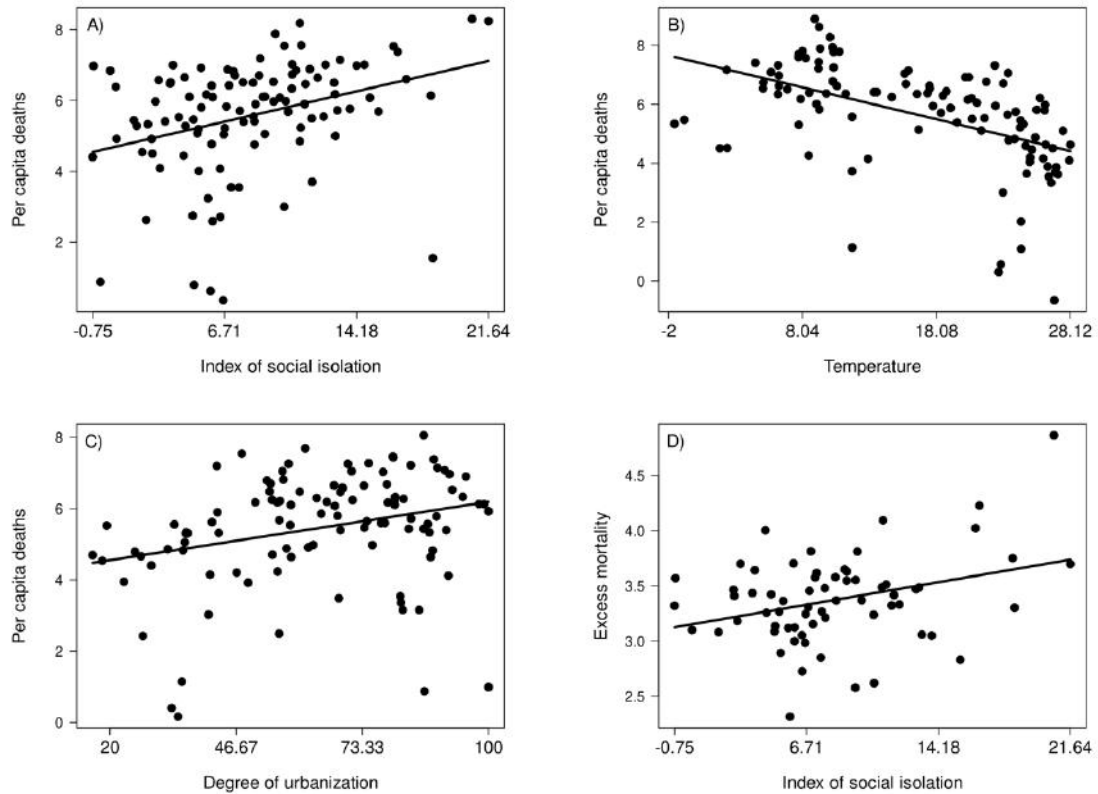 A)
Per capita deaths
8
6
4
2
-0.75 6.71 14.18 21.64
Index of social isolation
B)
Per capita deaths
8
6
4
2
0
-2 8.04 18.08 28.12
Temperature
C)
Per capita deaths
8
6
4
2
0
20 46.67 73.33 100
Degree of urbanization
D)
Excess mortality
4.5
4.0
3.5
3.0
2.5
-0.75 6.71 14.18 21.64
Index of social isolation